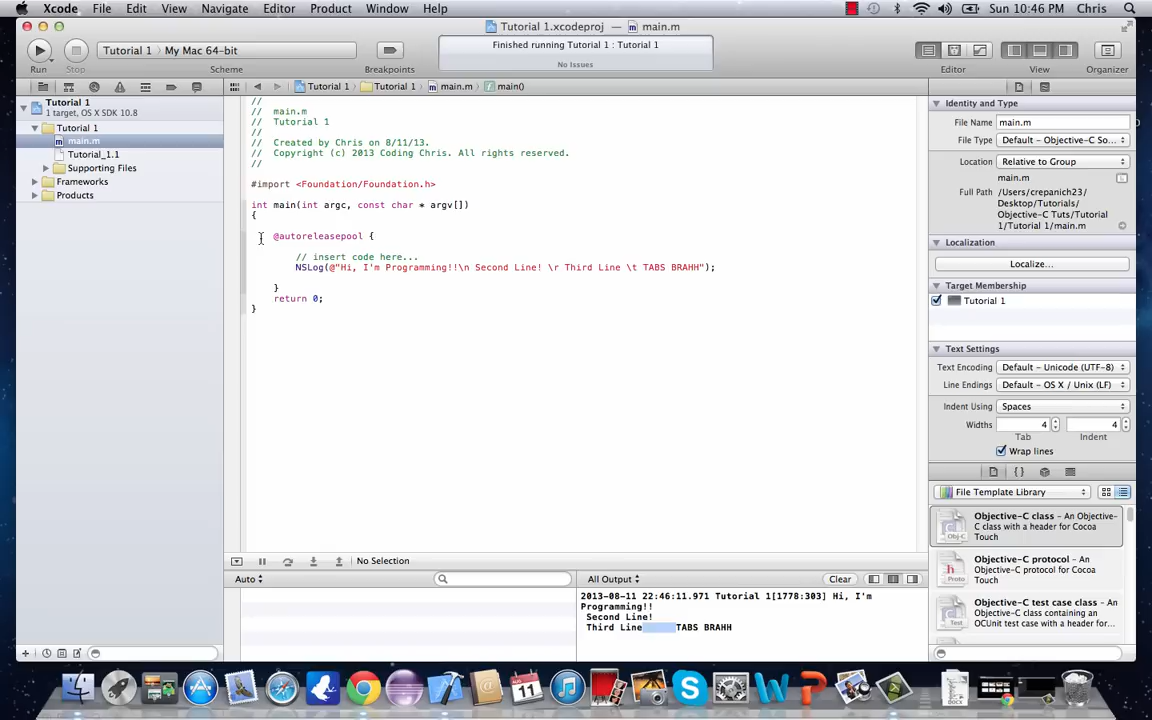 Xcode File Edit View Navigate Editor Product Window Help Sun 10:46 PM Chris
Tutorial 1.xcodeproj — main.m
Tutorial 1 My Mac 64-bit
Finished running Tutorial 1 : Tutorial 1
No Issues
Run Stop Scheme Breakpoints Editor View Organizer
Tutorial 1 Tutorial 1 main.m main()
Tutorial 1
1 target, OS X SDK 10.8
Tutorial 1
main.m
Tutorial_1.1
Supporting Files
Frameworks
Products
//
// main.m
// Tutorial 1
//
// Created by Chris on 8/11/13.
// Copyright (c) 2013 Coding Chris. All rights reserved.
//
#import <Foundation/Foundation.h>
int main(int argc, const char * argv[])
{
@autoreleasepool {
// insert code here...
NSLog(@"Hi, I'm Programming!!\n Second Line! \r Third Line \t TABS BRAHH");
}
return 0;
}
No Selection
Auto
All Output
Clear
2013-08-11 22:46:11.971 Tutorial 1[1778:303] Hi, I'm
Programming!!
Second Line!
Third Line TABS BRAHH
Identity and Type
File Name main.m
File Type Default - Objective-C So...
Location Relative to Group
main.m
Full Path /Users/crepanich23/
Desktop/Tutorials/
Objective-C Tuts/Tutorial
1/Tutorial 1/main.m
Localization
Localize...
Target Membership
Tutorial 1
Text Settings
Text Encoding Default - Unicode (UTF-8)
Line Endings Default - OS X / Unix (LF)
Indent Using Spaces
Widths 4 4
Tab Indent
Wrap lines
{}
File Template Library
Objective-C class - An Objective-
C class with a header for Cocoa
Touch
Objective-C protocol - An
Objective-C protocol for Cocoa
Touch
Objective-C test case class - An
Objective-C class containing an
OCUnit test case with a header for...
11